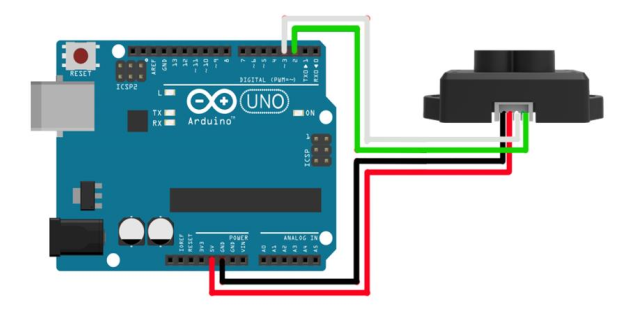 RESET
ICSP2
AREF
GND
13
12
~11
~10
~9
8
7
~6
~5
4
~3
2
TXD▶1
RXD◀0
DIGITAL (PWM=~)
L
TX
RX
UNO
ON
Arduino™
1
ICSP
POWER
ANALOG IN
IOREF
RESET
3V3
5V
GND
GND
VIN
A0
A1
A2
A3
A4
A5